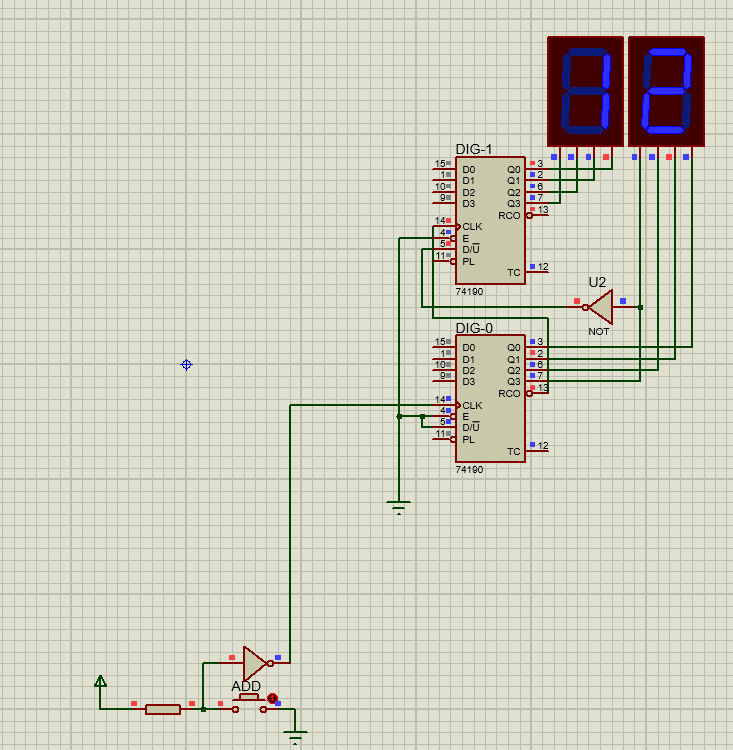 12
DIG-1
15 D0 Q0 3
1 D1 Q1 2
10 D2 Q2 6
9 D3 Q3 7
RCO 13
14 CLK
4 E
5 D/U
11 PL
TC 12
74190
U2
NOT
DIG-0
15 D0 Q0 3
1 D1 Q1 2
10 D2 Q2 6
9 D3 Q3 7
RCO 13
14 CLK
4 E
5 D/U
11 PL
TC 12
74190
ADD